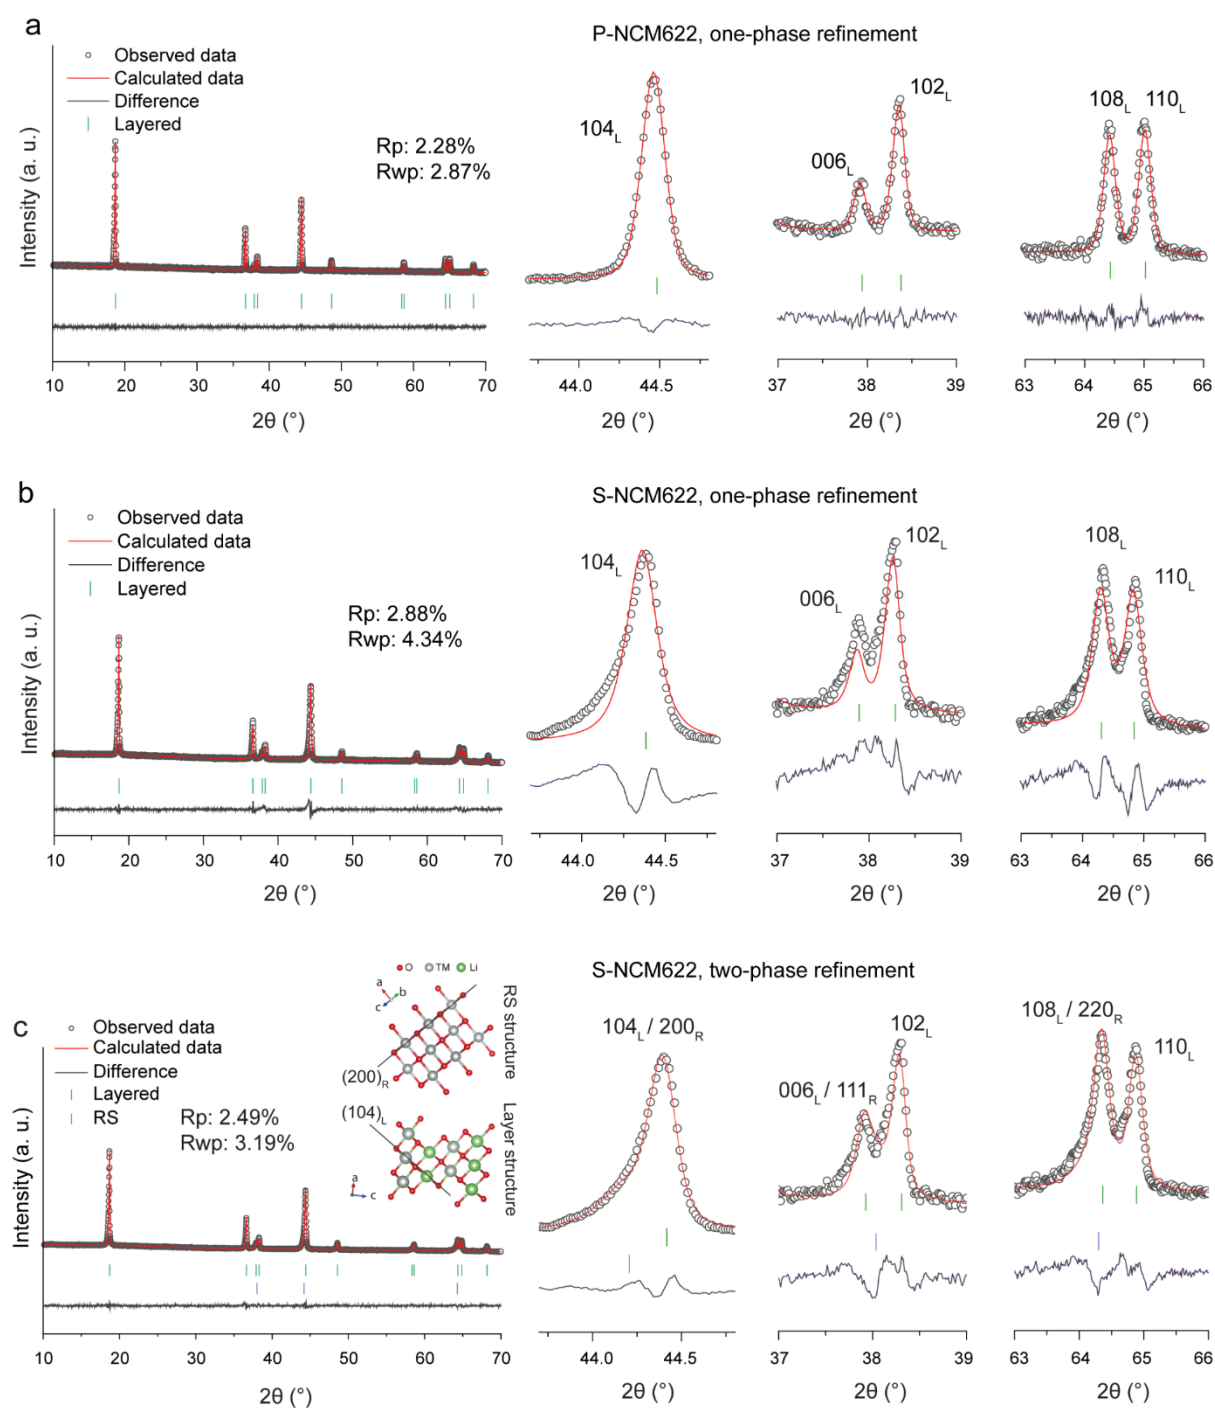 a
P-NCM622, one-phase refinement
Observed data
Calculated data
Difference
Layered
Rp: 2.28%
Rwp: 2.87%
Intensity (a. u.)
10 20 30 40 50 60 70
2θ (°)
104L
44.0 44.5
2θ (°)
006L
102L
37 38 39
2θ (°)
108L
110L
63 64 65 66
2θ (°)
b
S-NCM622, one-phase refinement
Observed data
Calculated data
Difference
Layered
Rp: 2.88%
Rwp: 4.34%
Intensity (a. u.)
10 20 30 40 50 60 70
2θ (°)
104L
44.0 44.5
2θ (°)
006L
102L
37 38 39
2θ (°)
108L
110L
63 64 65 66
2θ (°)
c
S-NCM622, two-phase refinement
Observed data
Calculated data
Difference
Layered
RS
Rp: 2.49%
Rwp: 3.19%
O TM Li
a
b
c
(200)R
RS structure
(104)L
a
c
Layer structure
Intensity (a. u.)
10 20 30 40 50 60 70
2θ (°)
104L / 200R
44.0 44.5
2θ (°)
006L / 111R
102L
37 38 39
2θ (°)
108L / 220R
110L
63 64 65 66
2θ (°)